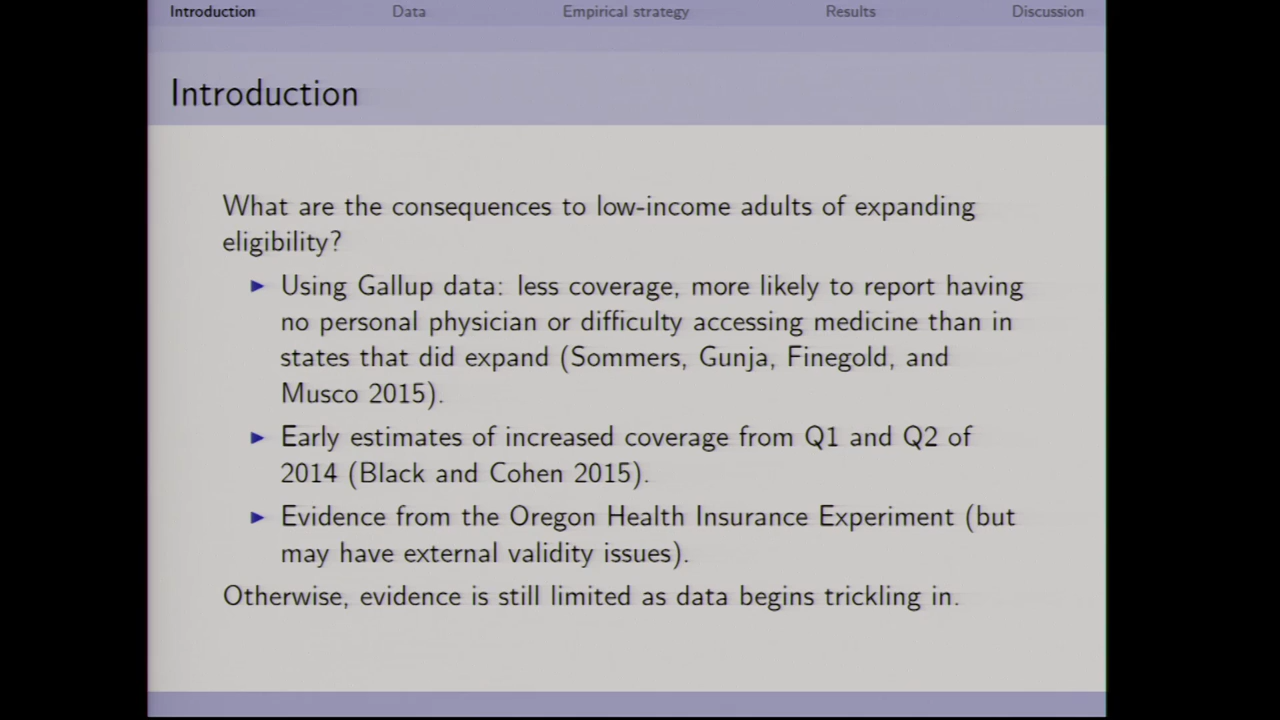 Introduction Data Empirical strategy Results Discussion
Introduction
What are the consequences to low-income adults of expanding
eligibility?
Using Gallup data: less coverage, more likely to report having
no personal physician or difficulty accessing medicine than in
states that did expand (Sommers, Gunja, Finegold, and
Musco 2015).
Early estimates of increased coverage from Q1 and Q2 of
2014 (Black and Cohen 2015).
Evidence from the Oregon Health Insurance Experiment (but
may have external validity issues).
Otherwise, evidence is still limited as data begins trickling in.